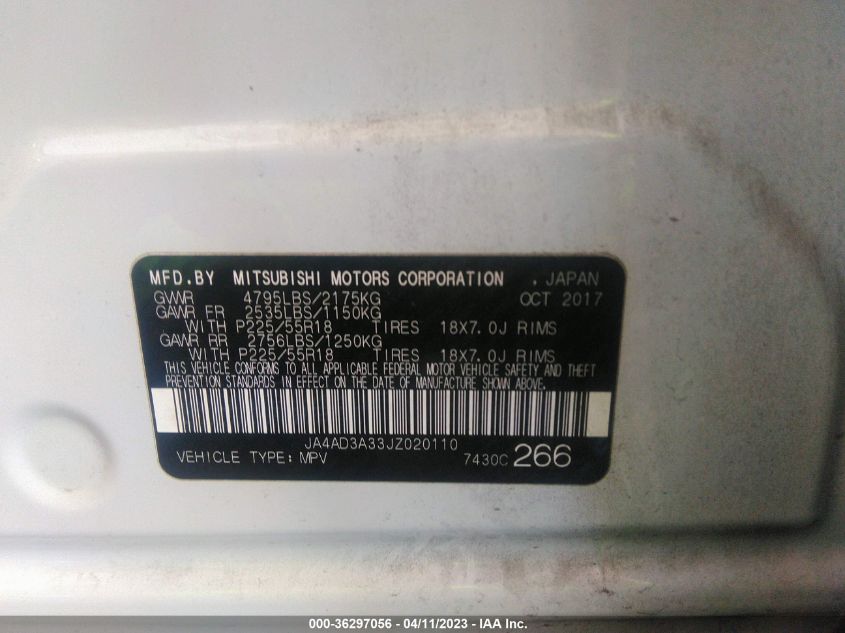 MFD.BY MITSUBISHI MOTORS CORPORATION . JAPAN
GVWR 4795LBS/2175KG OCT 2017
GAWR FR 2535LBS/1150KG
WITH P225/55R18 TIRES 18X7.0J RIMS
GAWR RR 2756LBS/1250KG
WITH P225/55R18 TIRES 18X7.0J RIMS
THIS VEHICLE CONFORMS TO ALL APPLICABLE FEDERAL MOTOR VEHICLE SAFETY AND THEFT
PREVENTION STANDARDS IN EFFECT ON THE DATE OF MANUFACTURE SHOWN ABOVE.
JA4AD3A33JZ020110
VEHICLE TYPE: MPV 7430C 266
000-36297056 - 04/11/2023 - IAA Inc.